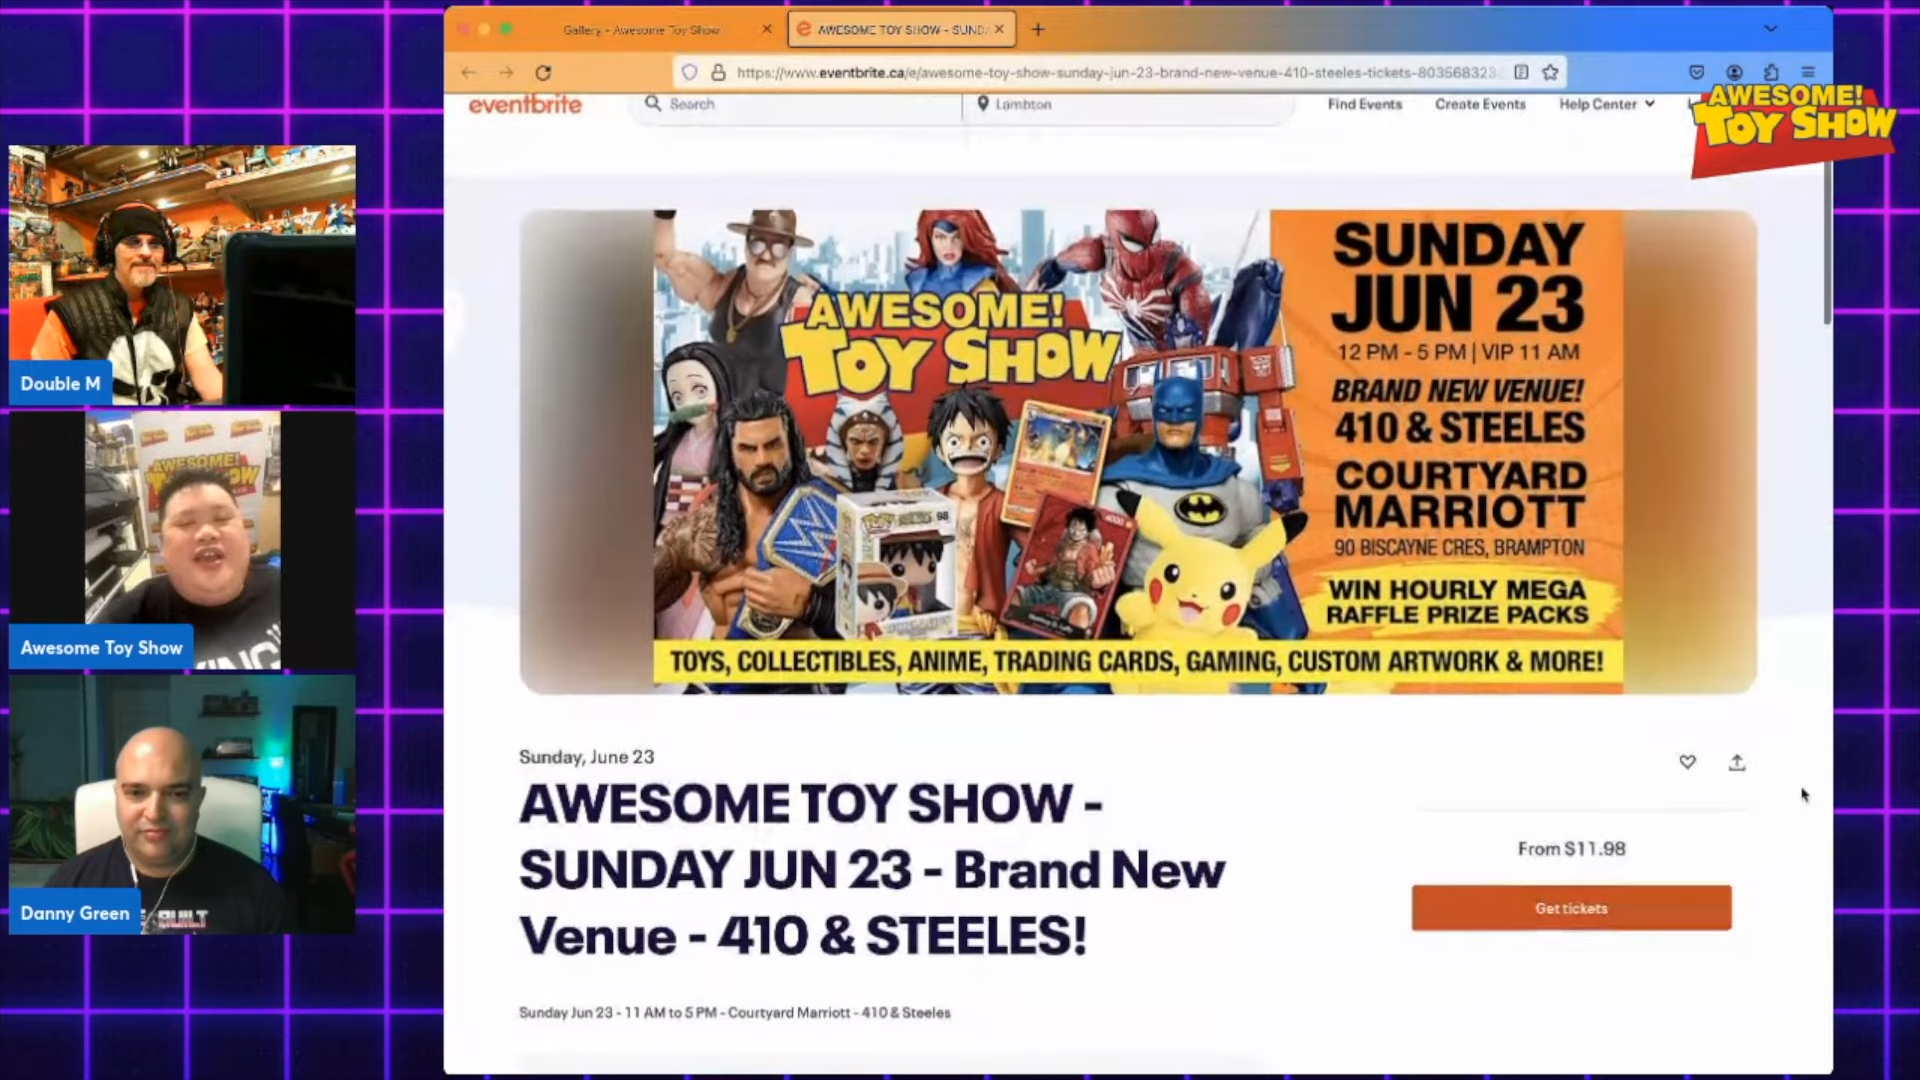 Gallery - Awesome Toy Show
AWESOME TOY SHOW - SUND
https://www.eventbrite.ca/e/awesome-toy-show-sunday-jun-23-brand-new-venue-410-steeles-tickets-803568323
eventbrite
Search
Lambton
Find Events
Create Events
Help Center
AWESOME!
TOY SHOW
AWESOME!
TOY SHOW
98
SUNDAY
JUN 23
12 PM - 5 PM | VIP 11 AM
BRAND NEW VENUE!
410 & STEELES
COURTYARD
MARRIOTT
90 BISCAYNE CRES, BRAMPTON
WIN HOURLY MEGA
RAFFLE PRIZE PACKS
TOYS, COLLECTIBLES, ANIME, TRADING CARDS, GAMING, CUSTOM ARTWORK & MORE!
Double M
AWESOME!
Awesome Toy Show
Danny Green
Sunday, June 23
AWESOME TOY SHOW -
SUNDAY JUN 23 - Brand New
Venue - 410 & STEELES!
From $11.98
Get tickets
Sunday Jun 23 - 11 AM to 5 PM - Courtyard Marriott - 410 & Steeles